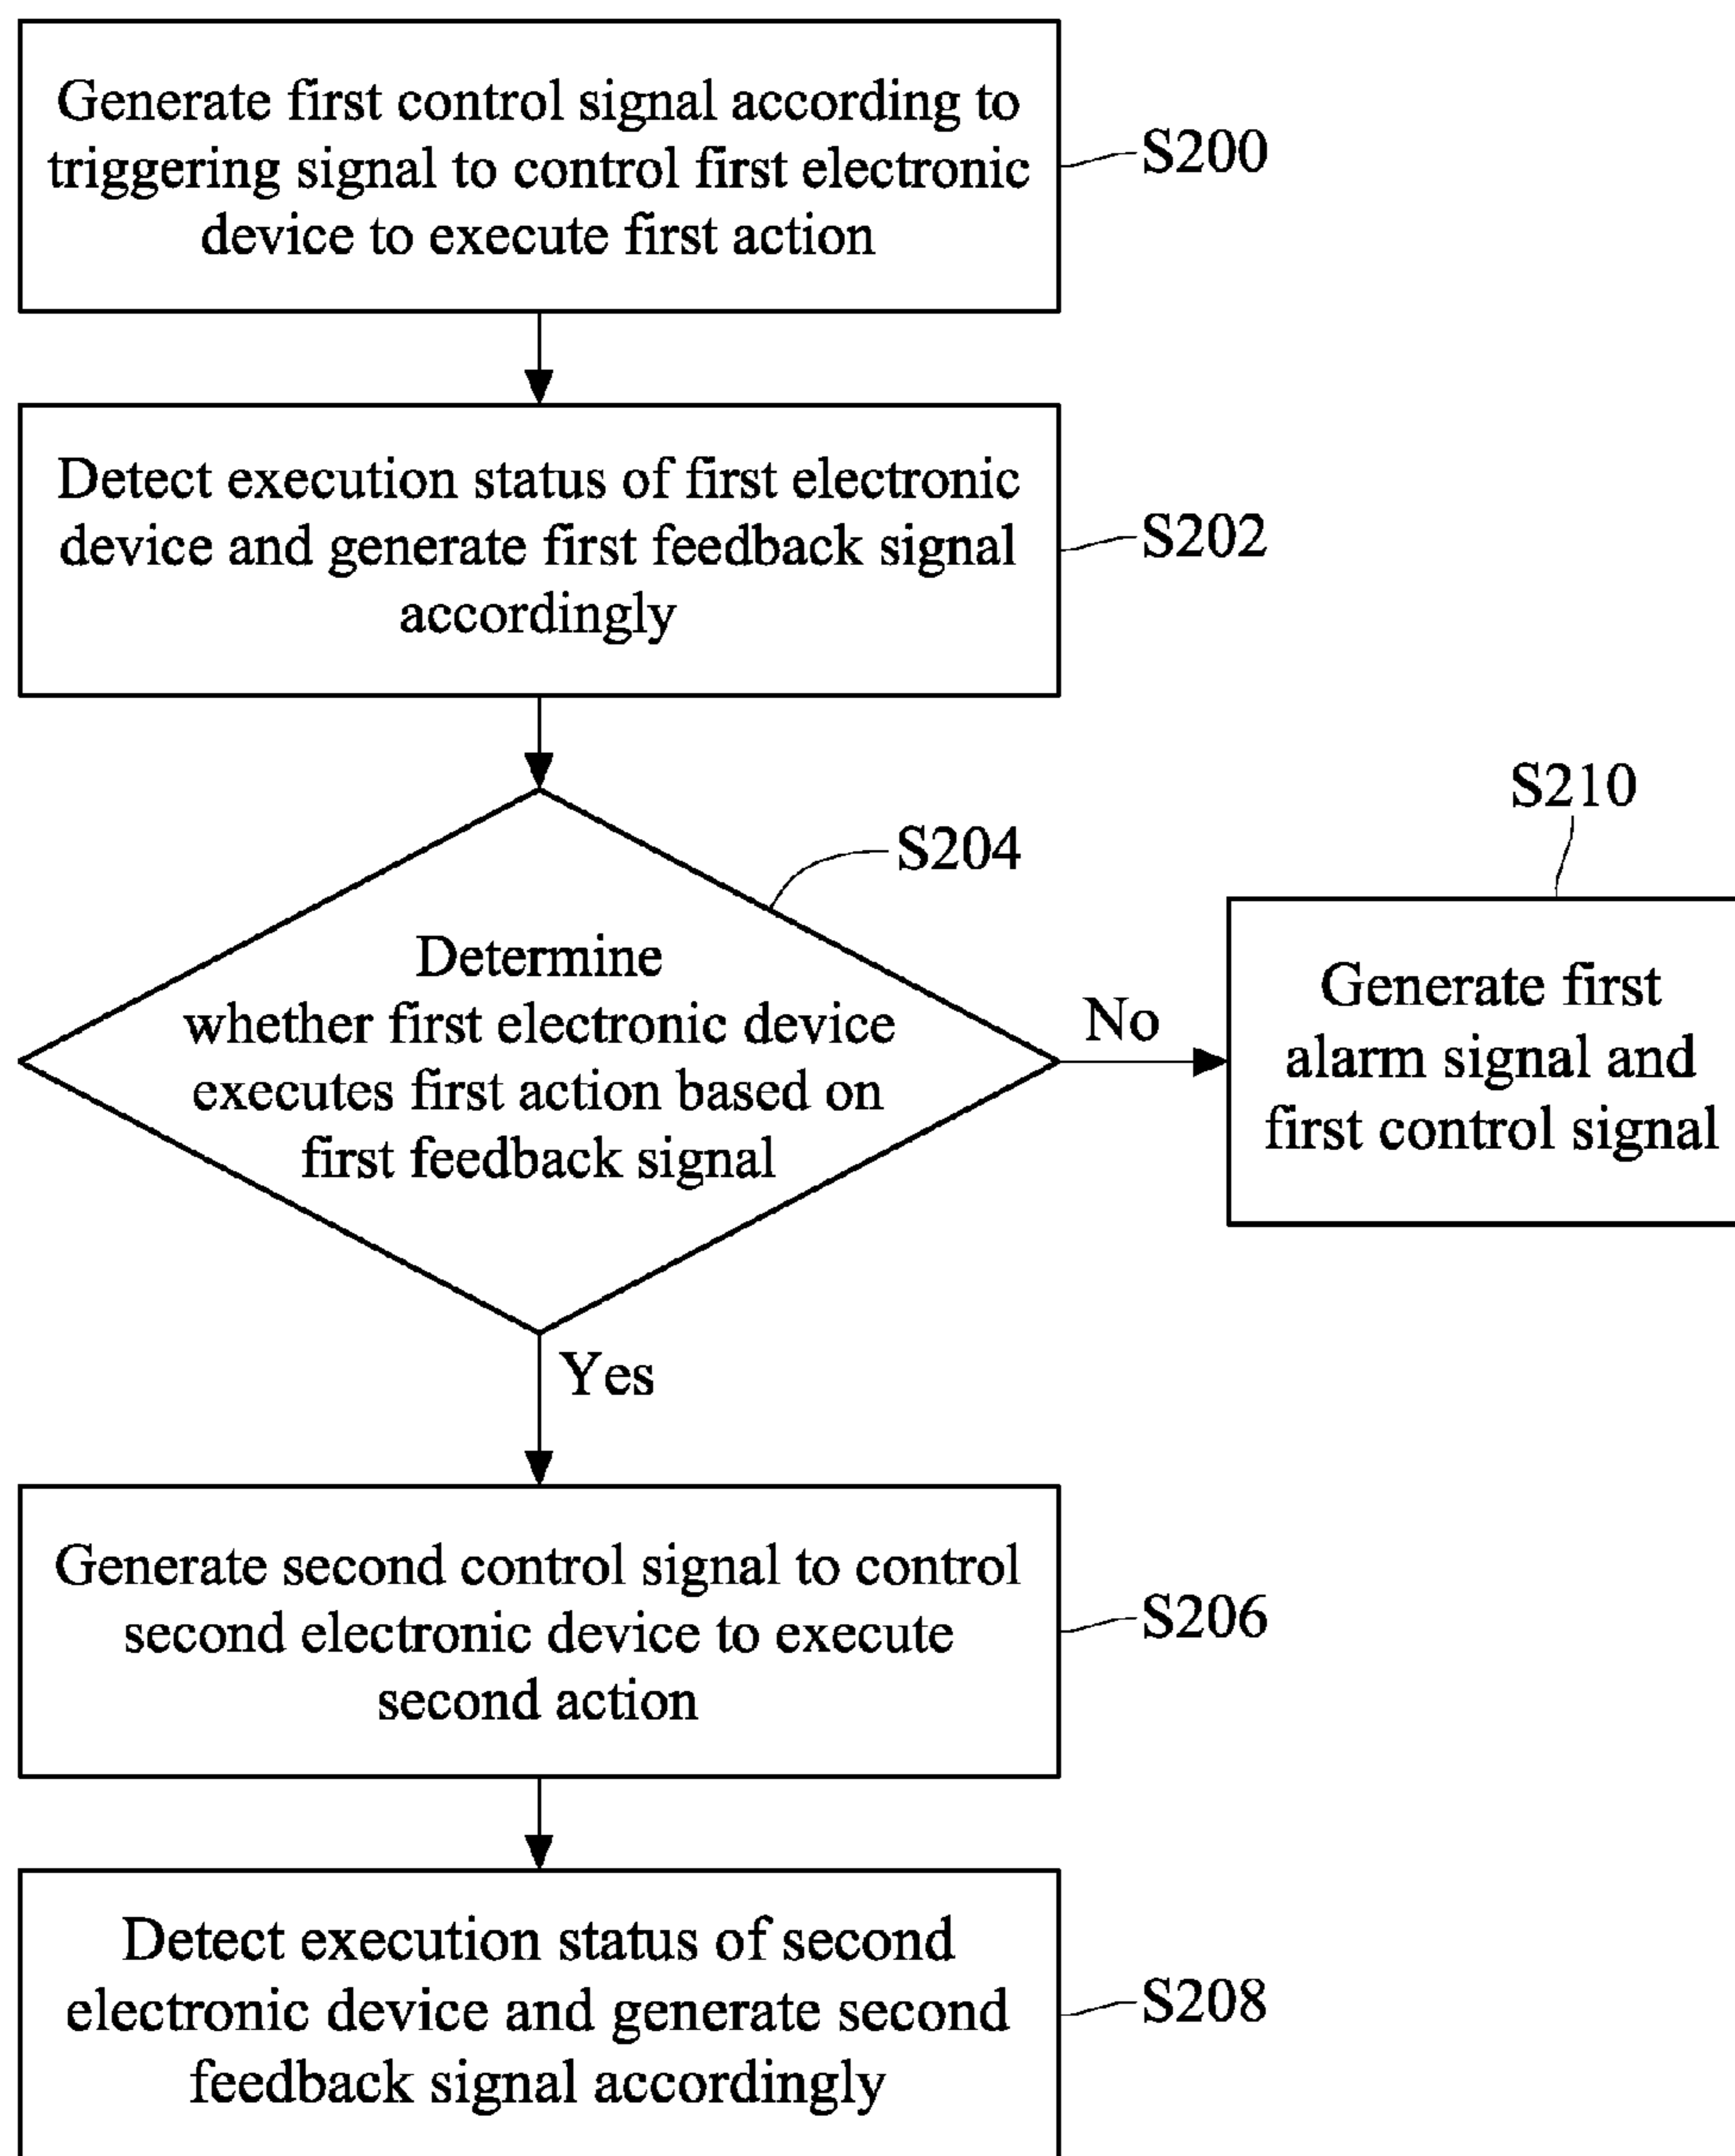 Generate first control signal according to
triggering signal to control first electronic
device to execute first action
S200
Detect execution status of first electronic
device and generate first feedback signal
accordingly
S202
S204
Determine
whether first electronic device
executes first action based on
first feedback signal
No
S210
Generate first
alarm signal and
first control signal
Yes
Generate second control signal to control
second electronic device to execute
second action
S206
Detect execution status of second
electronic device and generate second
feedback signal accordingly
S208